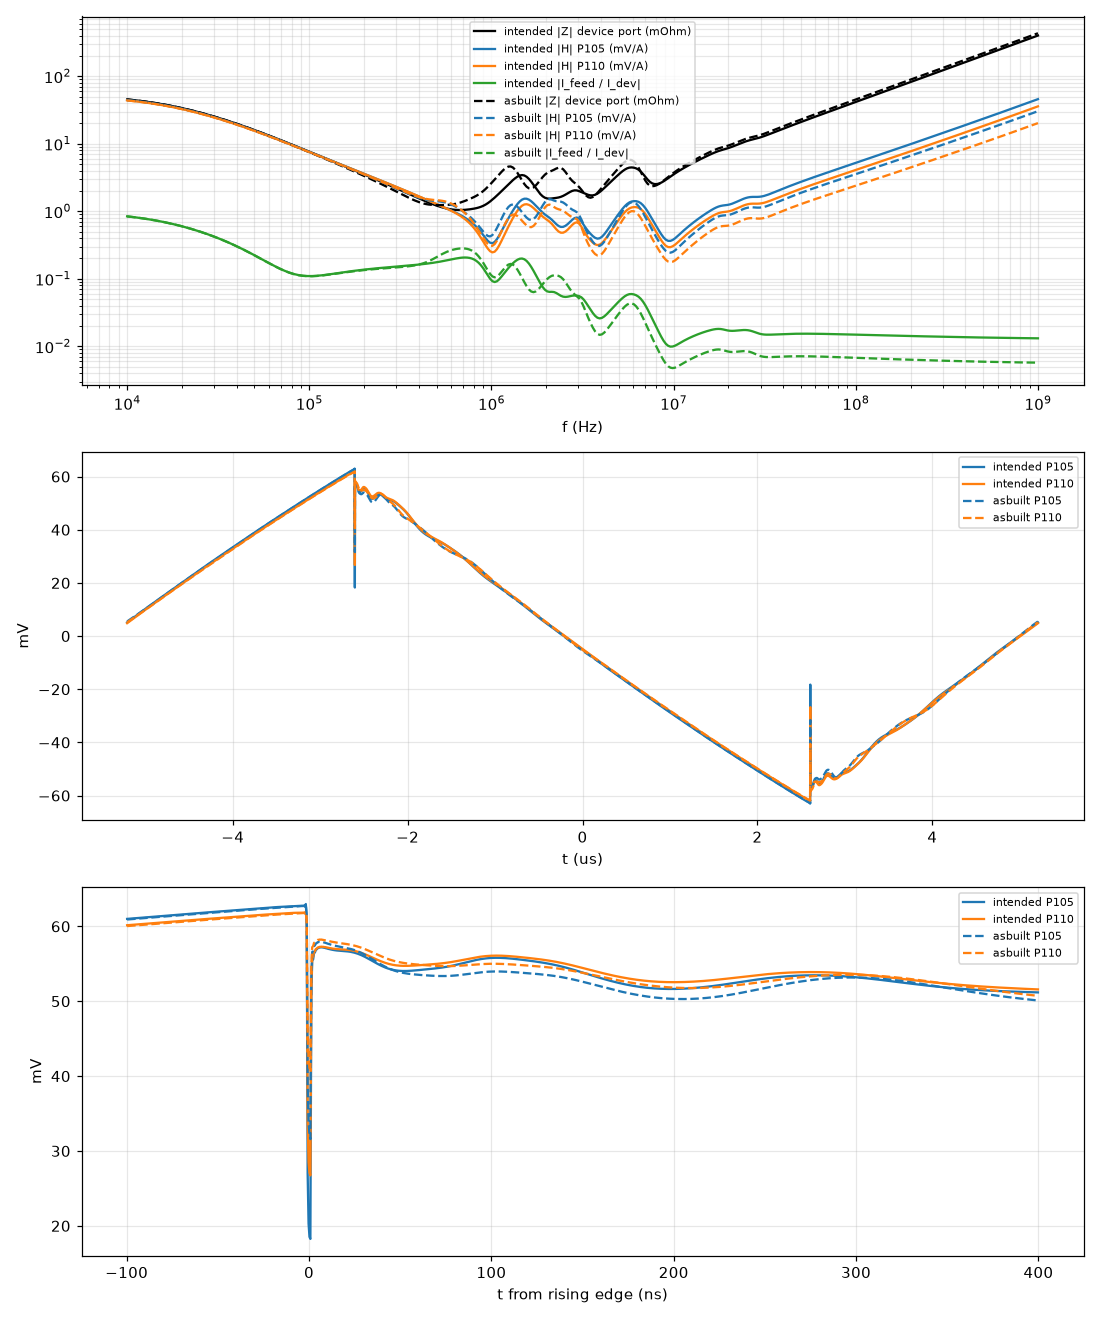 intended |Z| device port (mOhm)
intended |H| P105 (mV/A)
intended |H| P110 (mV/A)
intended |I_feed / I_dev|
asbuilt |Z| device port (mOhm)
asbuilt |H| P105 (mV/A)
asbuilt |H| P110 (mV/A)
asbuilt |I_feed / I_dev|
10²
10¹
10⁰
10⁻¹
10⁻²
10⁴ 10⁵ 10⁶ 10⁷ 10⁸ 10⁹
f (Hz)
intended P105
intended P110
asbuilt P105
asbuilt P110
60
40
20
0
−20
−40
−60
mV
−4 −2 0 2 4
t (us)
intended P105
intended P110
asbuilt P105
asbuilt P110
60
50
40
30
20
mV
−100 0 100 200 300 400
t from rising edge (ns)